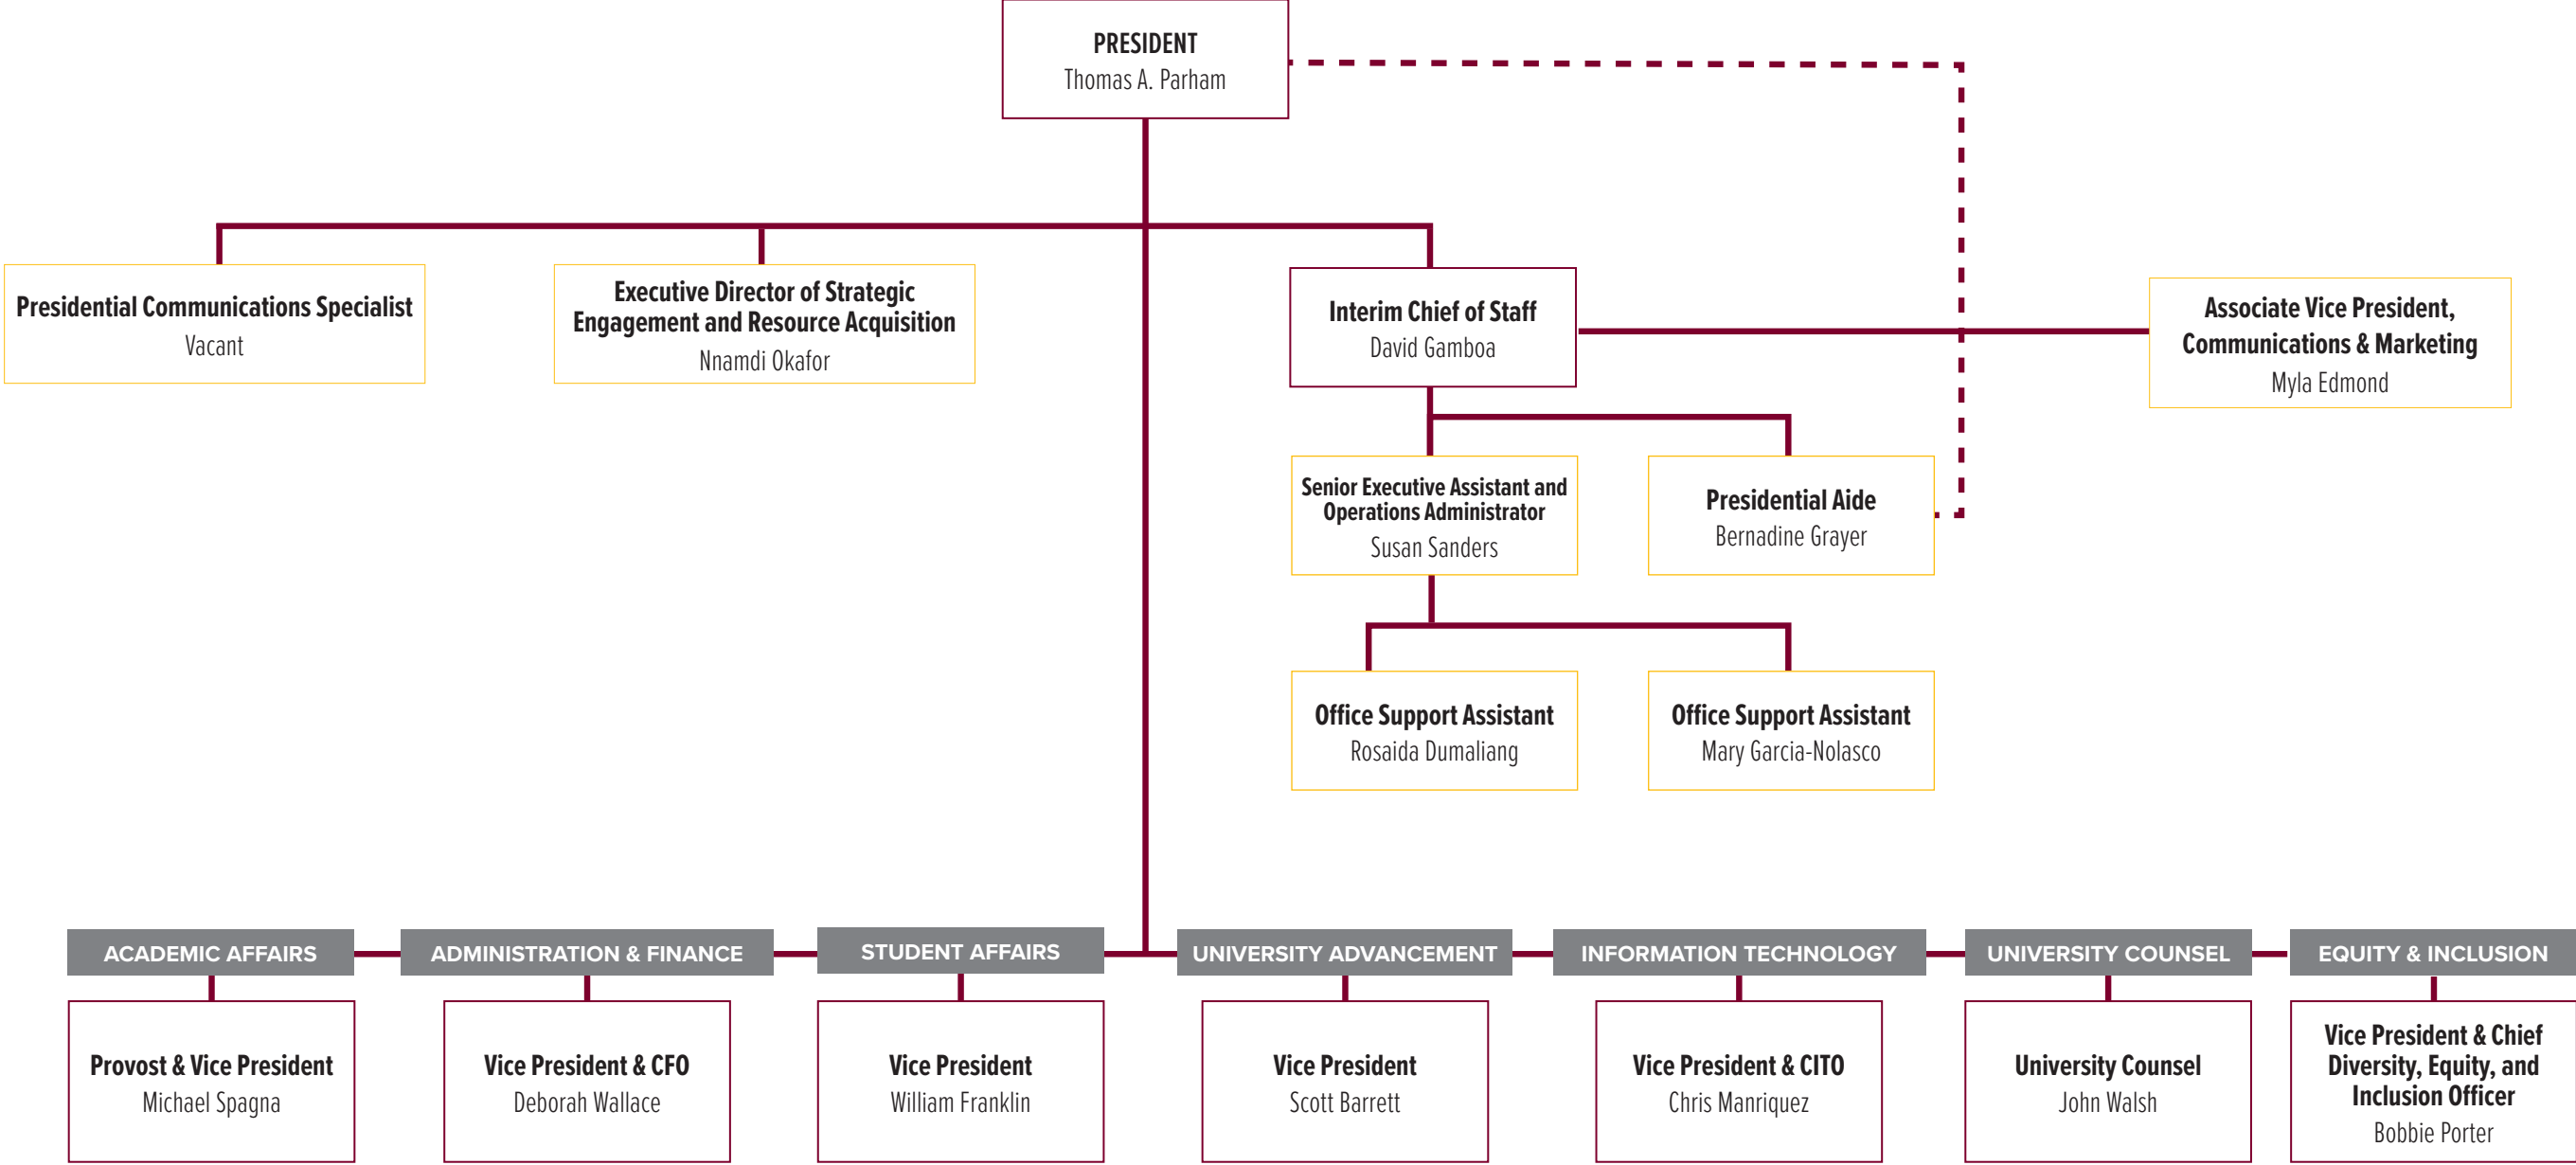 PRESIDENT
Thomas A. Parham
Presidential Communications Specialist
Vacant
Executive Director of Strategic
Engagement and Resource Acquisition
Nnamdi Okafor
Interim Chief of Staff
David Gamboa
Associate Vice President,
Communications & Marketing
Myla Edmond
Senior Executive Assistant and
Operations Administrator
Susan Sanders
Presidential Aide
Bernadine Grayer
Office Support Assistant
Rosaida Dumaliang
Office Support Assistant
Mary Garcia-Nolasco
ACADEMIC AFFAIRS
Provost & Vice President
Michael Spagna
ADMINISTRATION & FINANCE
Vice President & CFO
Deborah Wallace
STUDENT AFFAIRS
Vice President
William Franklin
UNIVERSITY ADVANCEMENT
Vice President
Scott Barrett
INFORMATION TECHNOLOGY
Vice President & CITO
Chris Manriquez
UNIVERSITY COUNSEL
University Counsel
John Walsh
EQUITY & INCLUSION
Vice President & Chief
Diversity, Equity, and
Inclusion Officer
Bobbie Porter